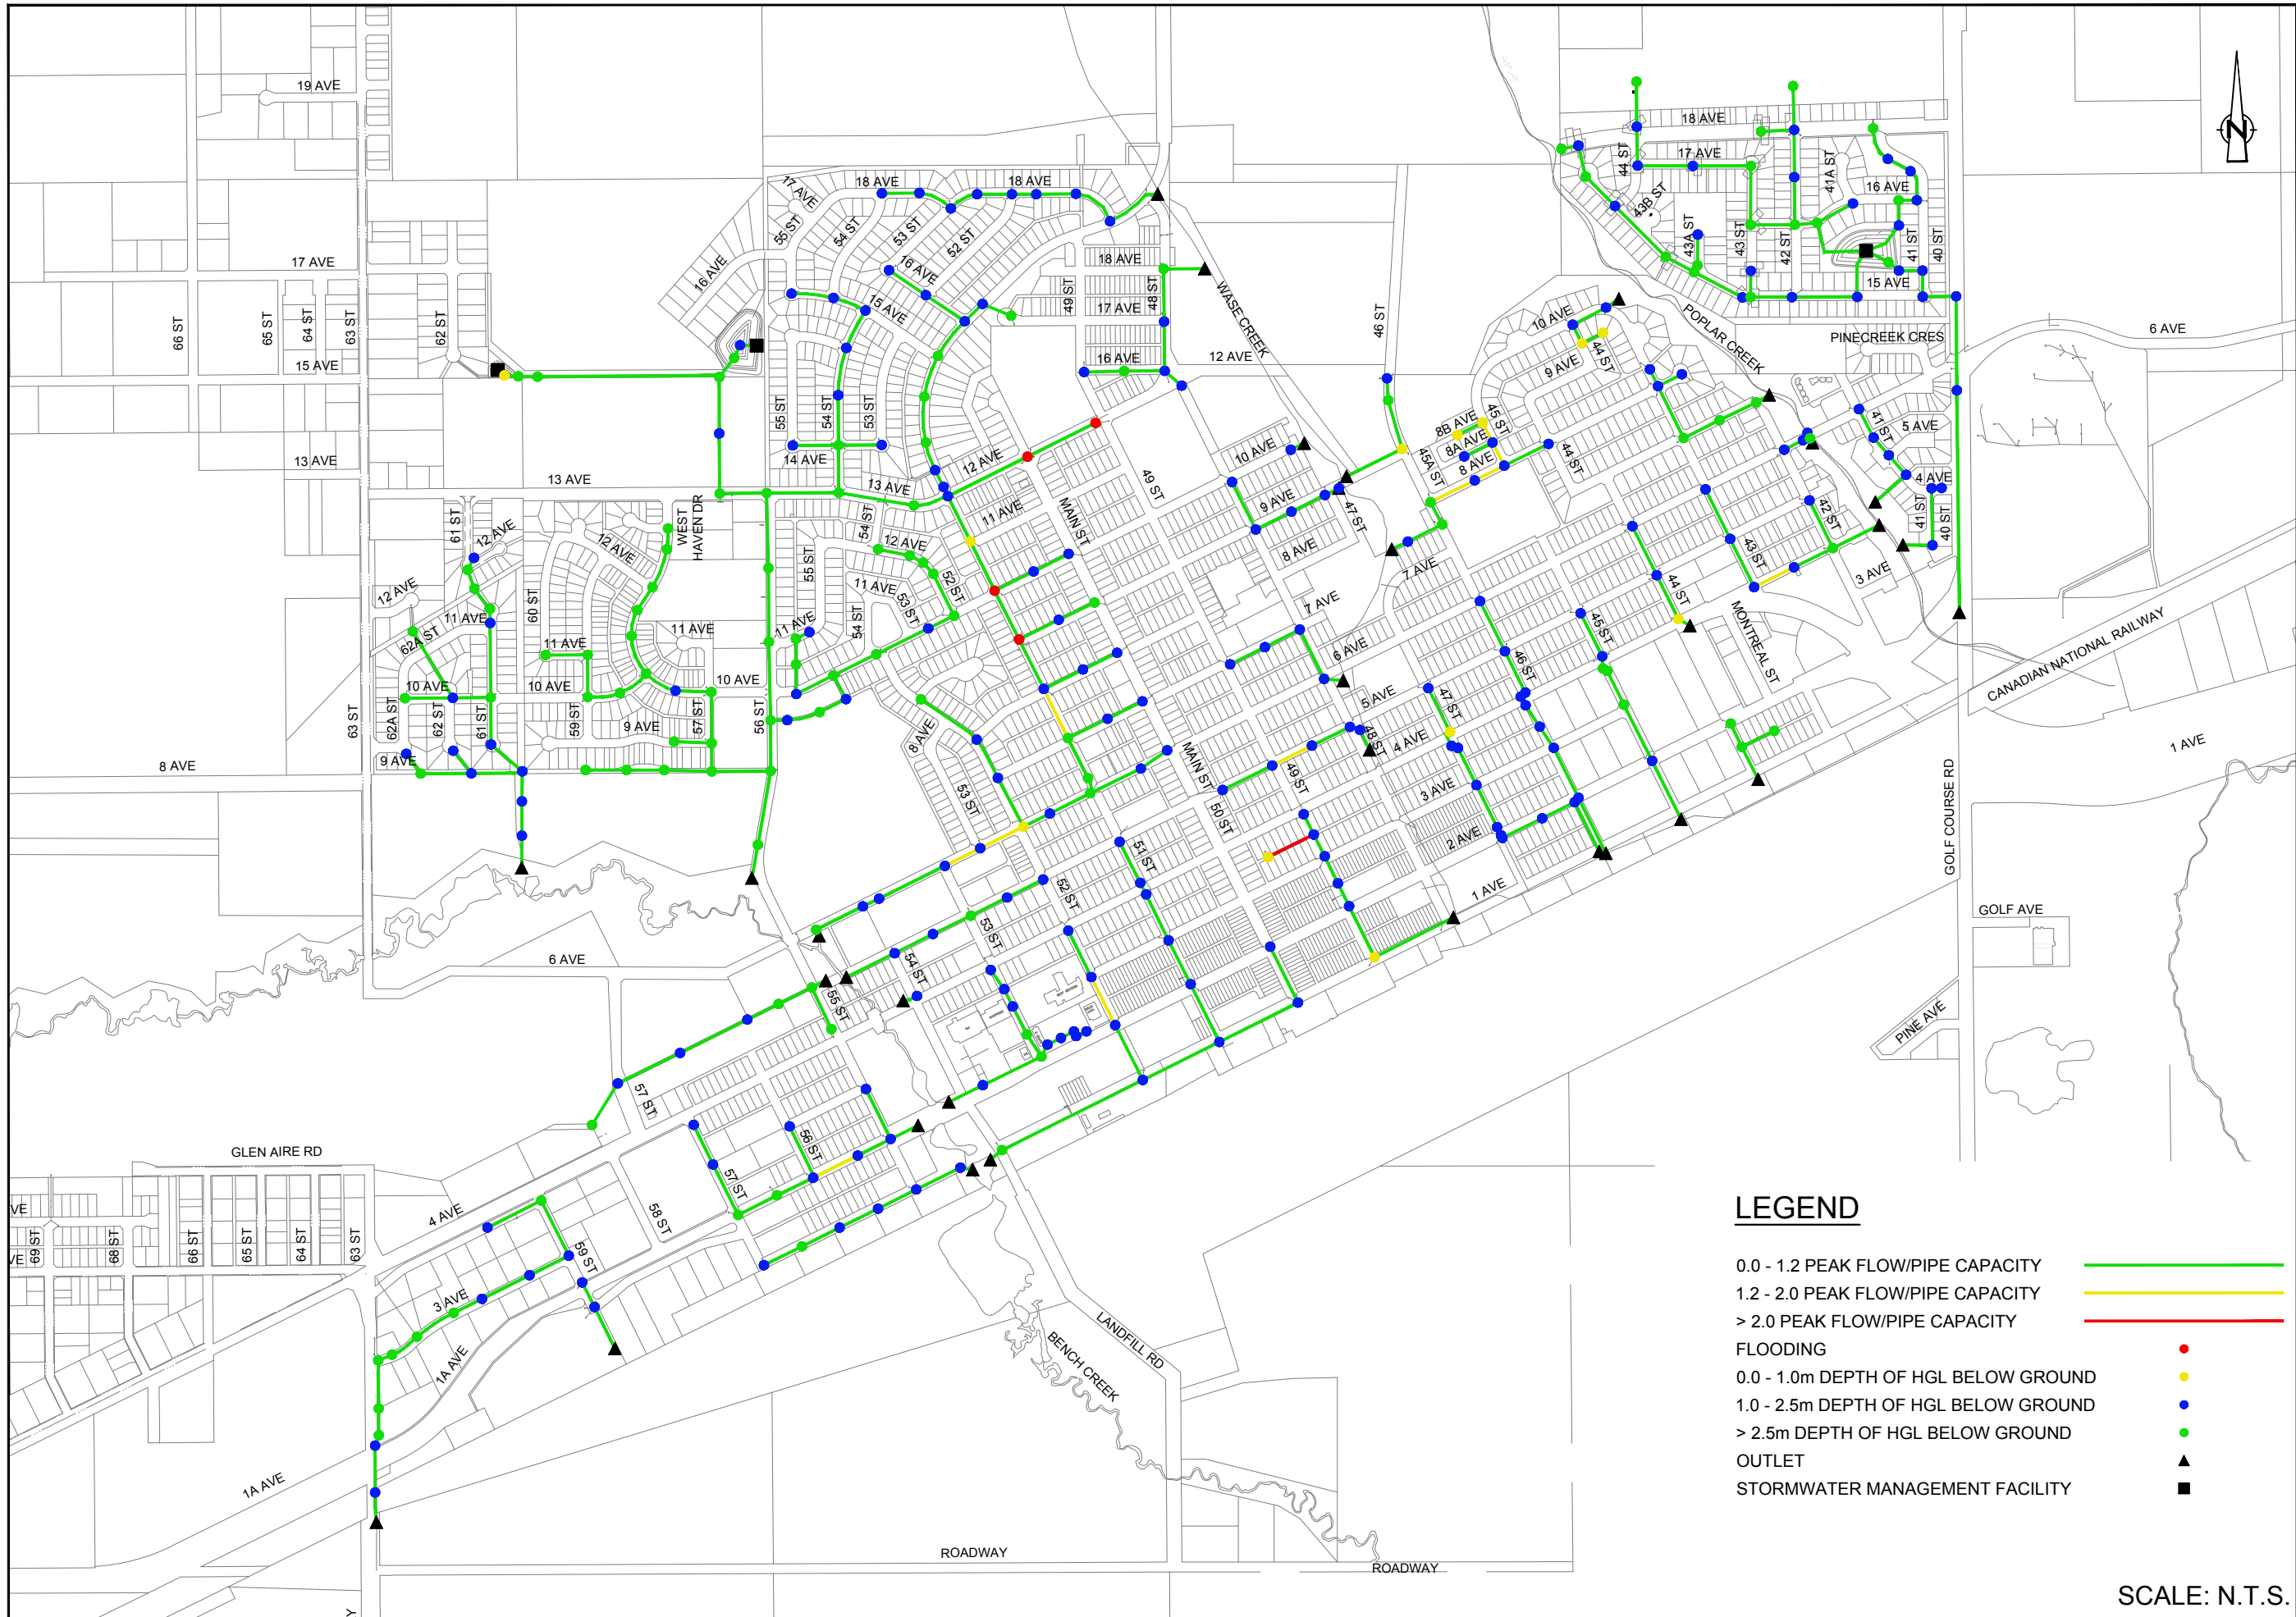 19 AVE
18 AVE
17 AVE
44 ST
41A ST
17 AVE
18 AVE
18 AVE
16 AVE
43B ST
55 ST
54 ST
53 ST
52 ST
43A ST
43 ST
42 ST
41 ST
40 ST
17 AVE
16 AVE
16 AVE
18 AVE
15 AVE
66 ST
65 ST
64 ST
63 ST
62 ST
15 AVE
49 ST
17 AVE
48 ST
WASE CREEK
46 ST
10 AVE
POPLAR CREEK
PINECREEK CRES
6 AVE
15 AVE
16 AVE
12 AVE
44 ST
9 AVE
55 ST
54 ST
53 ST
8B AVE
45 ST
41 ST
5 AVE
13 AVE
14 AVE
12 AVE
10 AVE
8A AVE
8 AVE
45A ST
44 ST
4 AVE
13 AVE
13 AVE
MAIN ST
49 ST
9 AVE
47 ST
11 AVE
WEST
HAVEN DR
61 ST
12 AVE
12 AVE
54 ST
12 AVE
55 ST
8 AVE
7 AVE
42 ST
41 ST
40 ST
43 ST
3 AVE
12 AVE
60 ST
11 AVE
53 ST
52 ST
44 ST
7 AVE
11 AVE
62A ST
11 AVE
11 AVE
11 AVE
54 ST
45 ST
MONTREAL ST
6 AVE
46 ST
CANADIAN NATIONAL RAILWAY
10 AVE
10 AVE
10 AVE
63 ST
62A ST
62 ST
61 ST
59 ST
9 AVE
57 ST
56 ST
5 AVE
47 ST
8 AVE
48 ST
4 AVE
1 AVE
8 AVE
9 AVE
MAIN ST
49 ST
3 AVE
53 ST
50 ST
2 AVE
GOLF COURSE RD
51 ST
1 AVE
52 ST
53 ST
GOLF AVE
6 AVE
54 ST
55 ST
PINE AVE
57 ST
56 ST
GLEN AIRE RD
57 ST
LEGEND
4 AVE
58 ST
VE
69 ST
68 ST
66 ST
65 ST
64 ST
63 ST
59 ST
VE
0.0 - 1.2 PEAK FLOW/PIPE CAPACITY
1.2 - 2.0 PEAK FLOW/PIPE CAPACITY
> 2.0 PEAK FLOW/PIPE CAPACITY
3 AVE
FLOODING
LANDFILL RD
BENCH CREEK
1A AVE
0.0 - 1.0m DEPTH OF HGL BELOW GROUND
1.0 - 2.5m DEPTH OF HGL BELOW GROUND
> 2.5m DEPTH OF HGL BELOW GROUND
OUTLET
1A AVE
STORMWATER MANAGEMENT FACILITY
ROADWAY
ROADWAY
SCALE: N.T.S.
Y
N